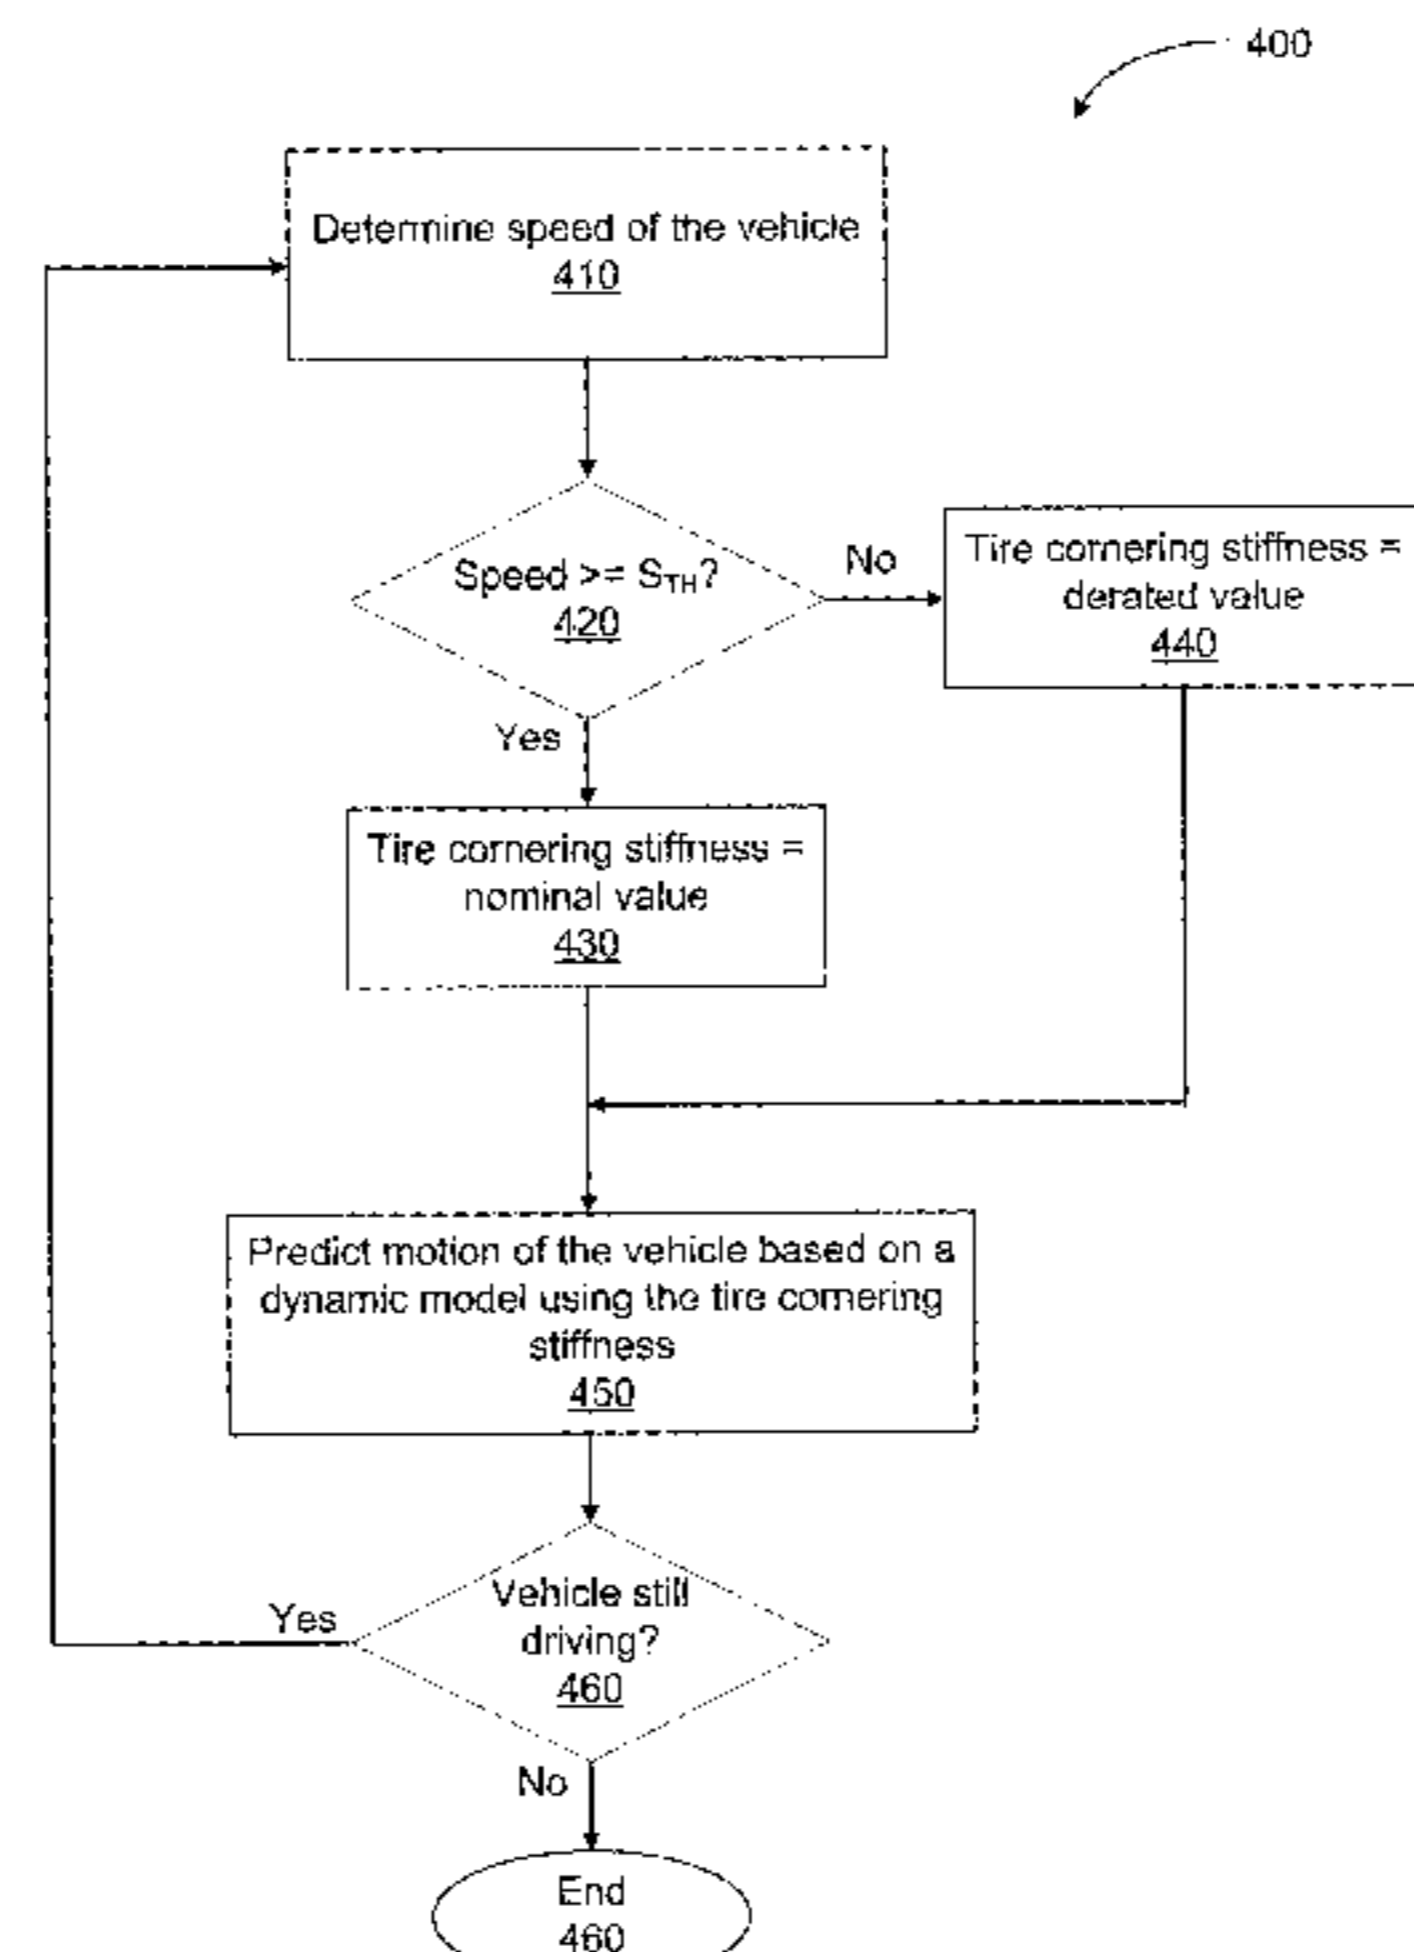 400
Determine speed of the vehicle
410
Speed >= STH?
420
No
Tire cornering stiffness =
derated value
440
Yes
Tire cornering stiffness =
nominal value
430
Predict motion of the vehicle based on a
dynamic model using the tire cornering
stiffness
450
Vehicle still
driving?
460
Yes
No
End
460